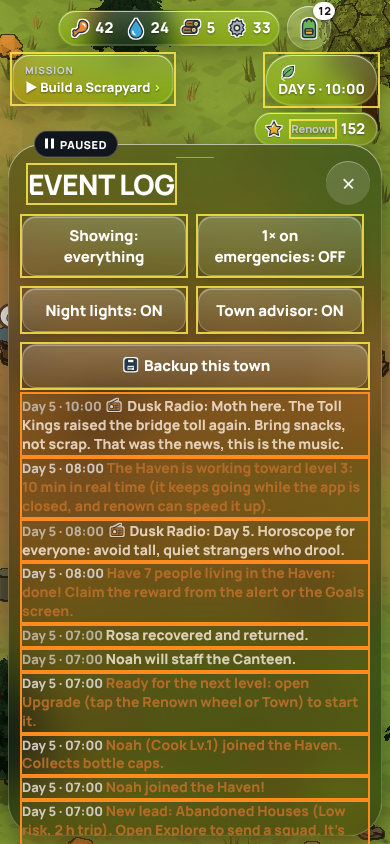 42 24 5 33 12
MISSION
▶ Build a Scrapyard ›
DAY 5 · 10:00
Renown 152
PAUSED
EVENT LOG
×
Showing:
everything
1× on
emergencies: OFF
Night lights: ON
Town advisor: ON
Backup this town
Day 5 · 10:00 Dusk Radio: Moth here. The Toll
Kings raised the bridge toll again. Bring snacks,
not scrap. That was the news, this is the music.
Day 5 · 08:00 The Haven is working toward level 3:
10 min in real time (it keeps going while the app is
closed, and renown can speed it up).
Day 5 · 08:00 Dusk Radio: Day 5. Horoscope for
everyone: avoid tall, quiet strangers who drool.
Day 5 · 08:00 Have 7 people living in the Haven:
done! Claim the reward from the alert or the Goals
screen.
Day 5 · 07:00 Rosa recovered and returned.
Day 5 · 07:00 Noah will staff the Canteen.
Day 5 · 07:00 Ready for the next level: open
Upgrade (tap the Renown wheel or Town) to start
it.
Day 5 · 07:00 Noah (Cook Lv.1) joined the Haven.
Collects bottle caps.
Day 5 · 07:00 Noah joined the Haven!
Day 5 · 07:00 New lead: Abandoned Houses (Low
risk, 2 h trip). Open Explore to send a squad. It's